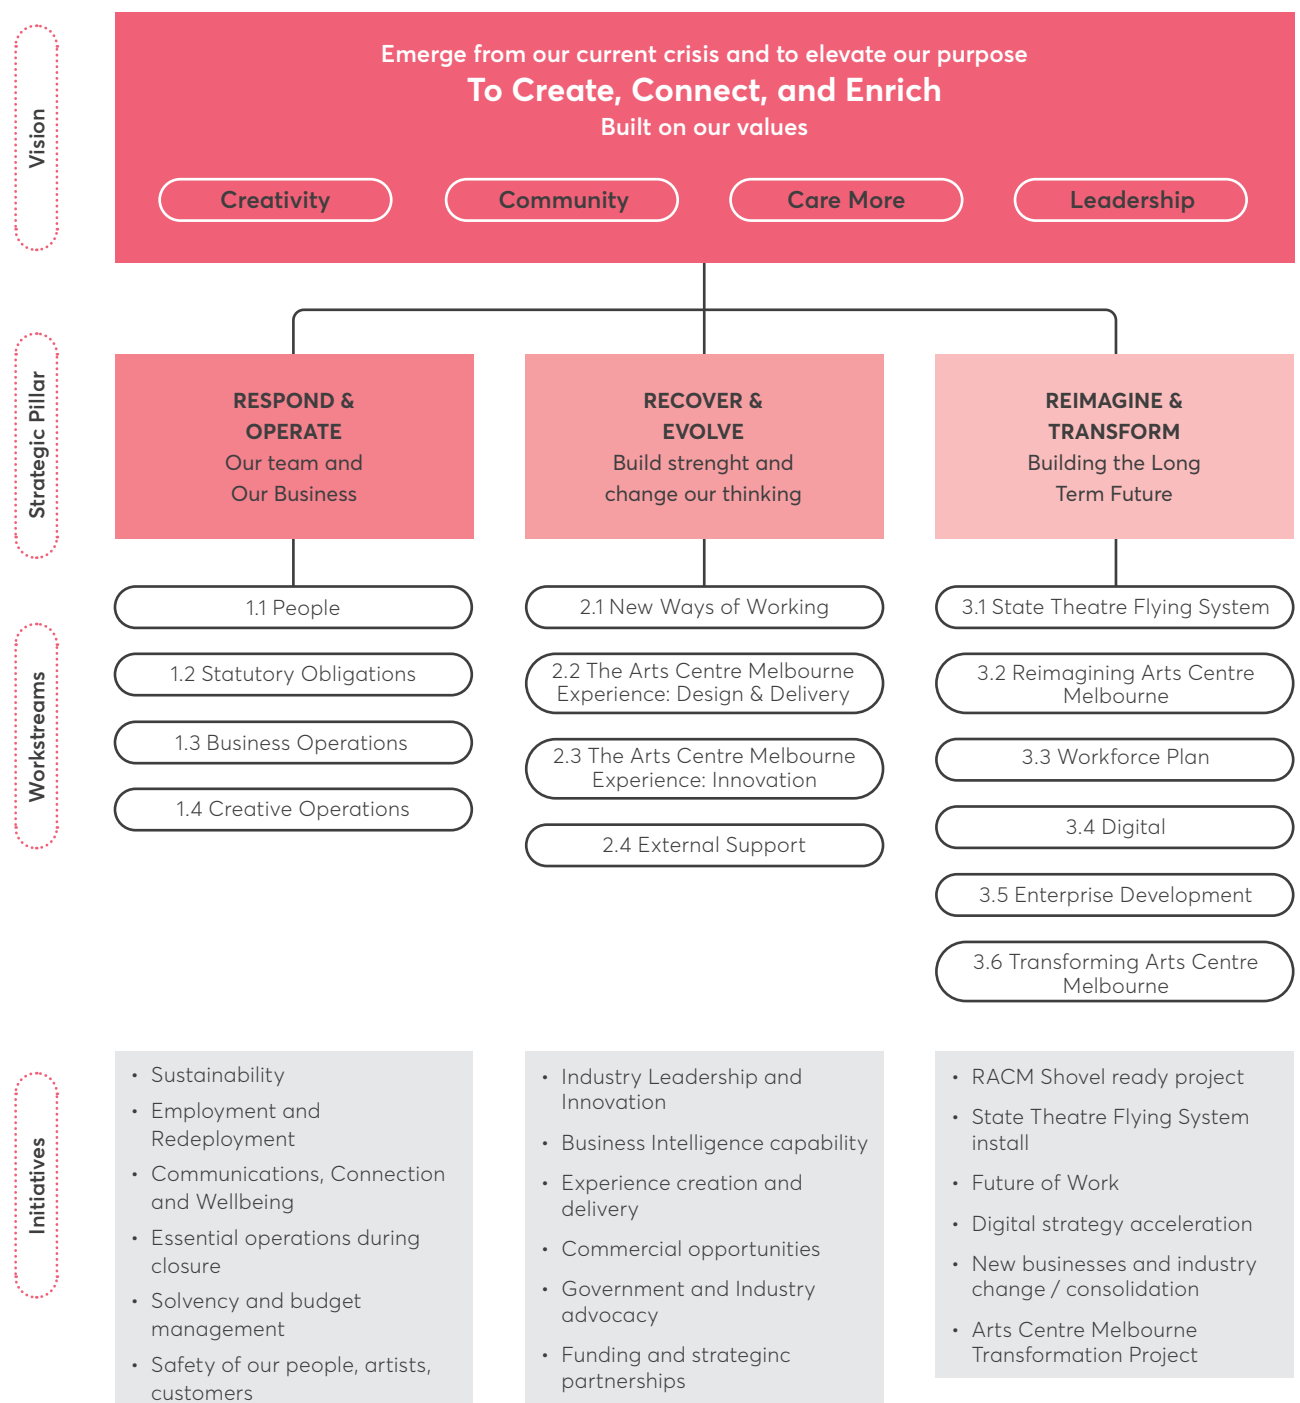 Vision
Emerge from our current crisis and to elevate our purpose
To Create, Connect, and Enrich
Built on our values
Creativity
Community
Care More
Leadership
Strategic Pillar
RESPOND &
OPERATE
Our team and
Our Business
RECOVER &
EVOLVE
Build strenght and
change our thinking
REIMAGINE &
TRANSFORM
Building the Long
Term Future
Workstreams
1.1 People
1.2 Statutory Obligations
1.3 Business Operations
1.4 Creative Operations
2.1 New Ways of Working
2.2 The Arts Centre Melbourne
Experience: Design & Delivery
2.3 The Arts Centre Melbourne
Experience: Innovation
2.4 External Support
3.1 State Theatre Flying System
3.2 Reimagining Arts Centre
Melbourne
3.3 Workforce Plan
3.4 Digital
3.5 Enterprise Development
3.6 Transforming Arts Centre
Melbourne
Initiatives
• Sustainability
• Employment and
Redeployment
• Communications, Connection
and Wellbeing
• Essential operations during
closure
• Solvency and budget
management
• Safety of our people, artists,
customers
• Industry Leadership and
Innovation
• Business Intelligence capability
• Experience creation and
delivery
• Commercial opportunities
• Government and Industry
advocacy
• Funding and strateginc
partnerships
• RACM Shovel ready project
• State Theatre Flying System
install
• Future of Work
• Digital strategy acceleration
• New businesses and industry
change / consolidation
• Arts Centre Melbourne
Transformation Project